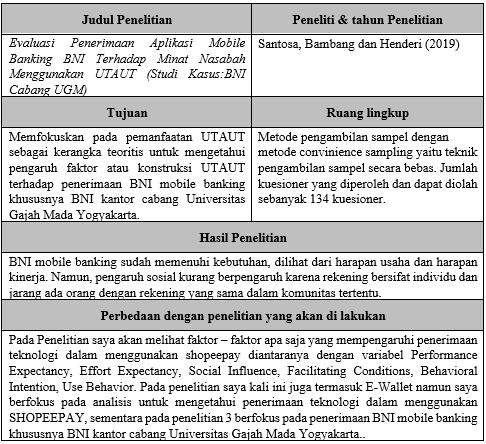 Judul Penelitian
Peneliti & tahun Penelitian
Evaluasi Penerimaan Aplikasi Mobile
Banking BNI Terhadap Minat Nasabah
Menggunakan UTAUT (Studi Kasus:BNI
Cabang UGM)
Santosa, Bambang dan Henderi (2019)
Tujuan
Ruang lingkup
Memfokuskan pada pemanfaatan UTAUT
sebagai kerangka teoritis untuk mengetahui
pengaruh faktor atau konstruksi UTAUT
terhadap penerimaan BNI mobile banking
khususnya BNI kantor cabang Universitas
Gajah Mada Yogyakarta.
Metode pengambilan sampel dengan
metode convinience sampling yaitu teknik
pengambilan sampel secara bebas. Jumlah
kuesioner yang diperoleh dan dapat diolah
sebanyak 134 kuesioner.
Hasil Penelitian
BNI mobile banking sudah memenuhi kebutuhan, dilihat dari harapan usaha dan harapan
kinerja. Namun, pengaruh sosial kurang berpengaruh karena rekening bersifat individu dan
jarang ada orang dengan rekening yang sama dalam komunitas tertentu.
Perbedaan dengan penelitian yang akan di lakukan
Pada Penelitian saya akan melihat faktor – faktor apa saja yang mempengaruhi penerimaan
teknologi dalam menggunakan shopeepay diantaranya dengan variabel Performance
Expectancy, Effort Expectancy, Social Influence, Facilitating Conditions, Behavioral
Intention, Use Behavior. Pada penelitian saya kali ini juga termasuk E-Wallet namun saya
berfokus pada analisis untuk mengetahui penerimaan teknologi dalam menggunakan
SHOPEEPAY, sementara pada penelitian 3 berfokus pada penerimaan BNI mobile banking
khususnya BNI kantor cabang Universitas Gajah Mada Yogyakarta..